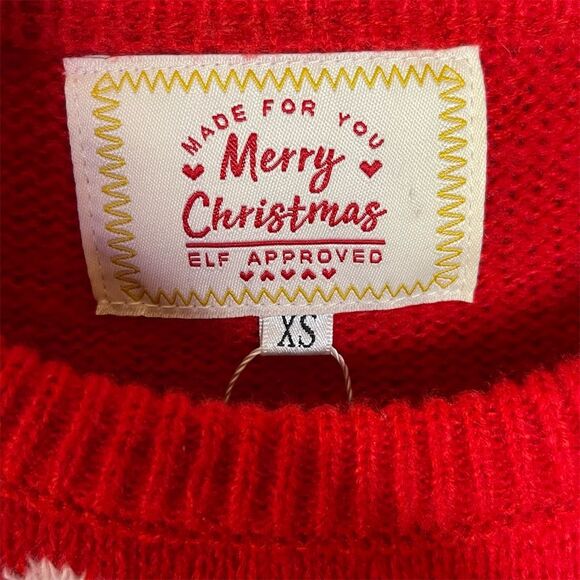 MADE FOR YOU
Merry
Christmas
ELF APPROVED
XS